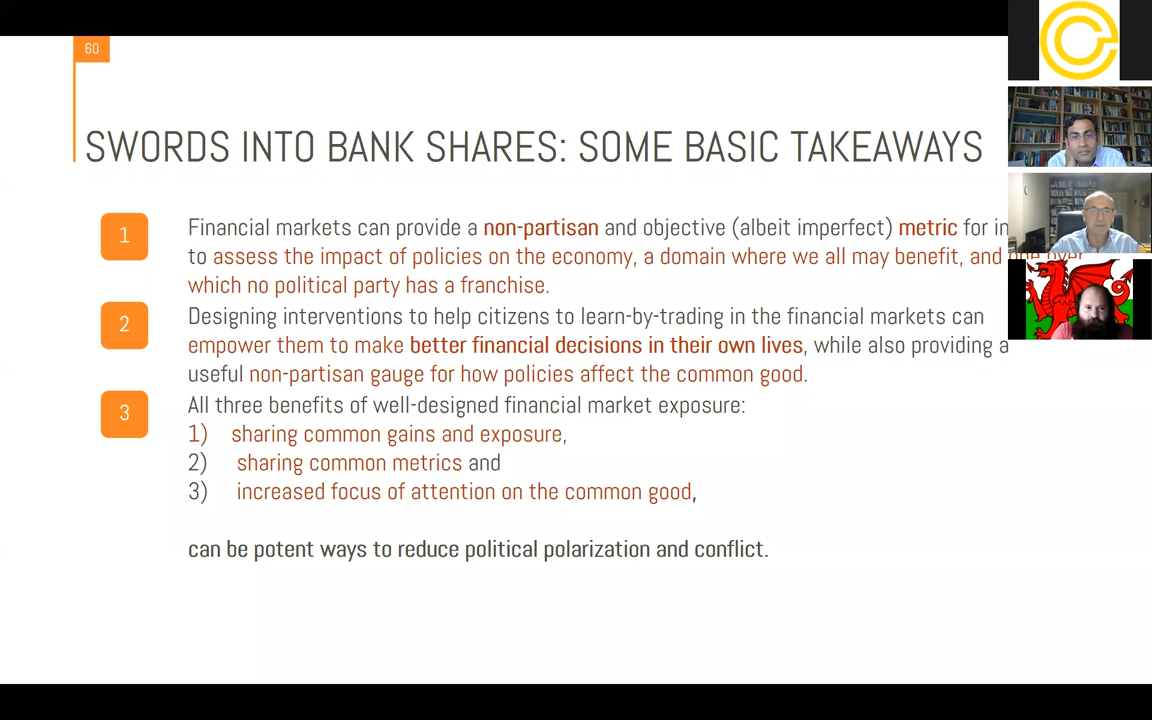 60
SWORDS INTO BANK SHARES: SOME BASIC TAKEAWAYS
1
Financial markets can provide a non-partisan and objective (albeit imperfect) metric for
to assess the impact of policies on the economy, a domain where we all may benefit, and one over
which no political party has a franchise.
2
Designing interventions to help citizens to learn-by-trading in the financial markets can
empower them to make better financial decisions in their own lives, while also providing a
useful non-partisan gauge for how policies affect the common good.
3
All three benefits of well-designed financial market exposure:
1) sharing common gains and exposure,
2) sharing common metrics and
3) increased focus of attention on the common good,
can be potent ways to reduce political polarization and conflict.